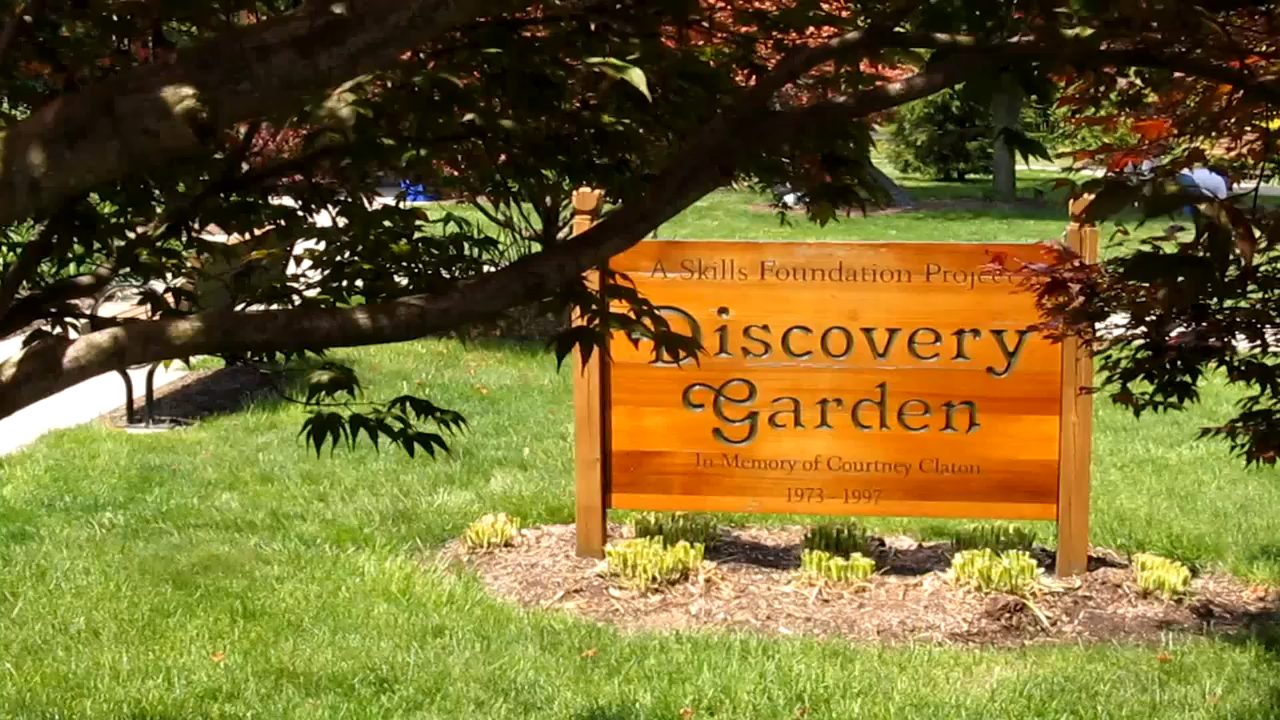 A Skills Foundation Project
Discovery
Garden
In Memory of Courtney Claton
1973 - 1997